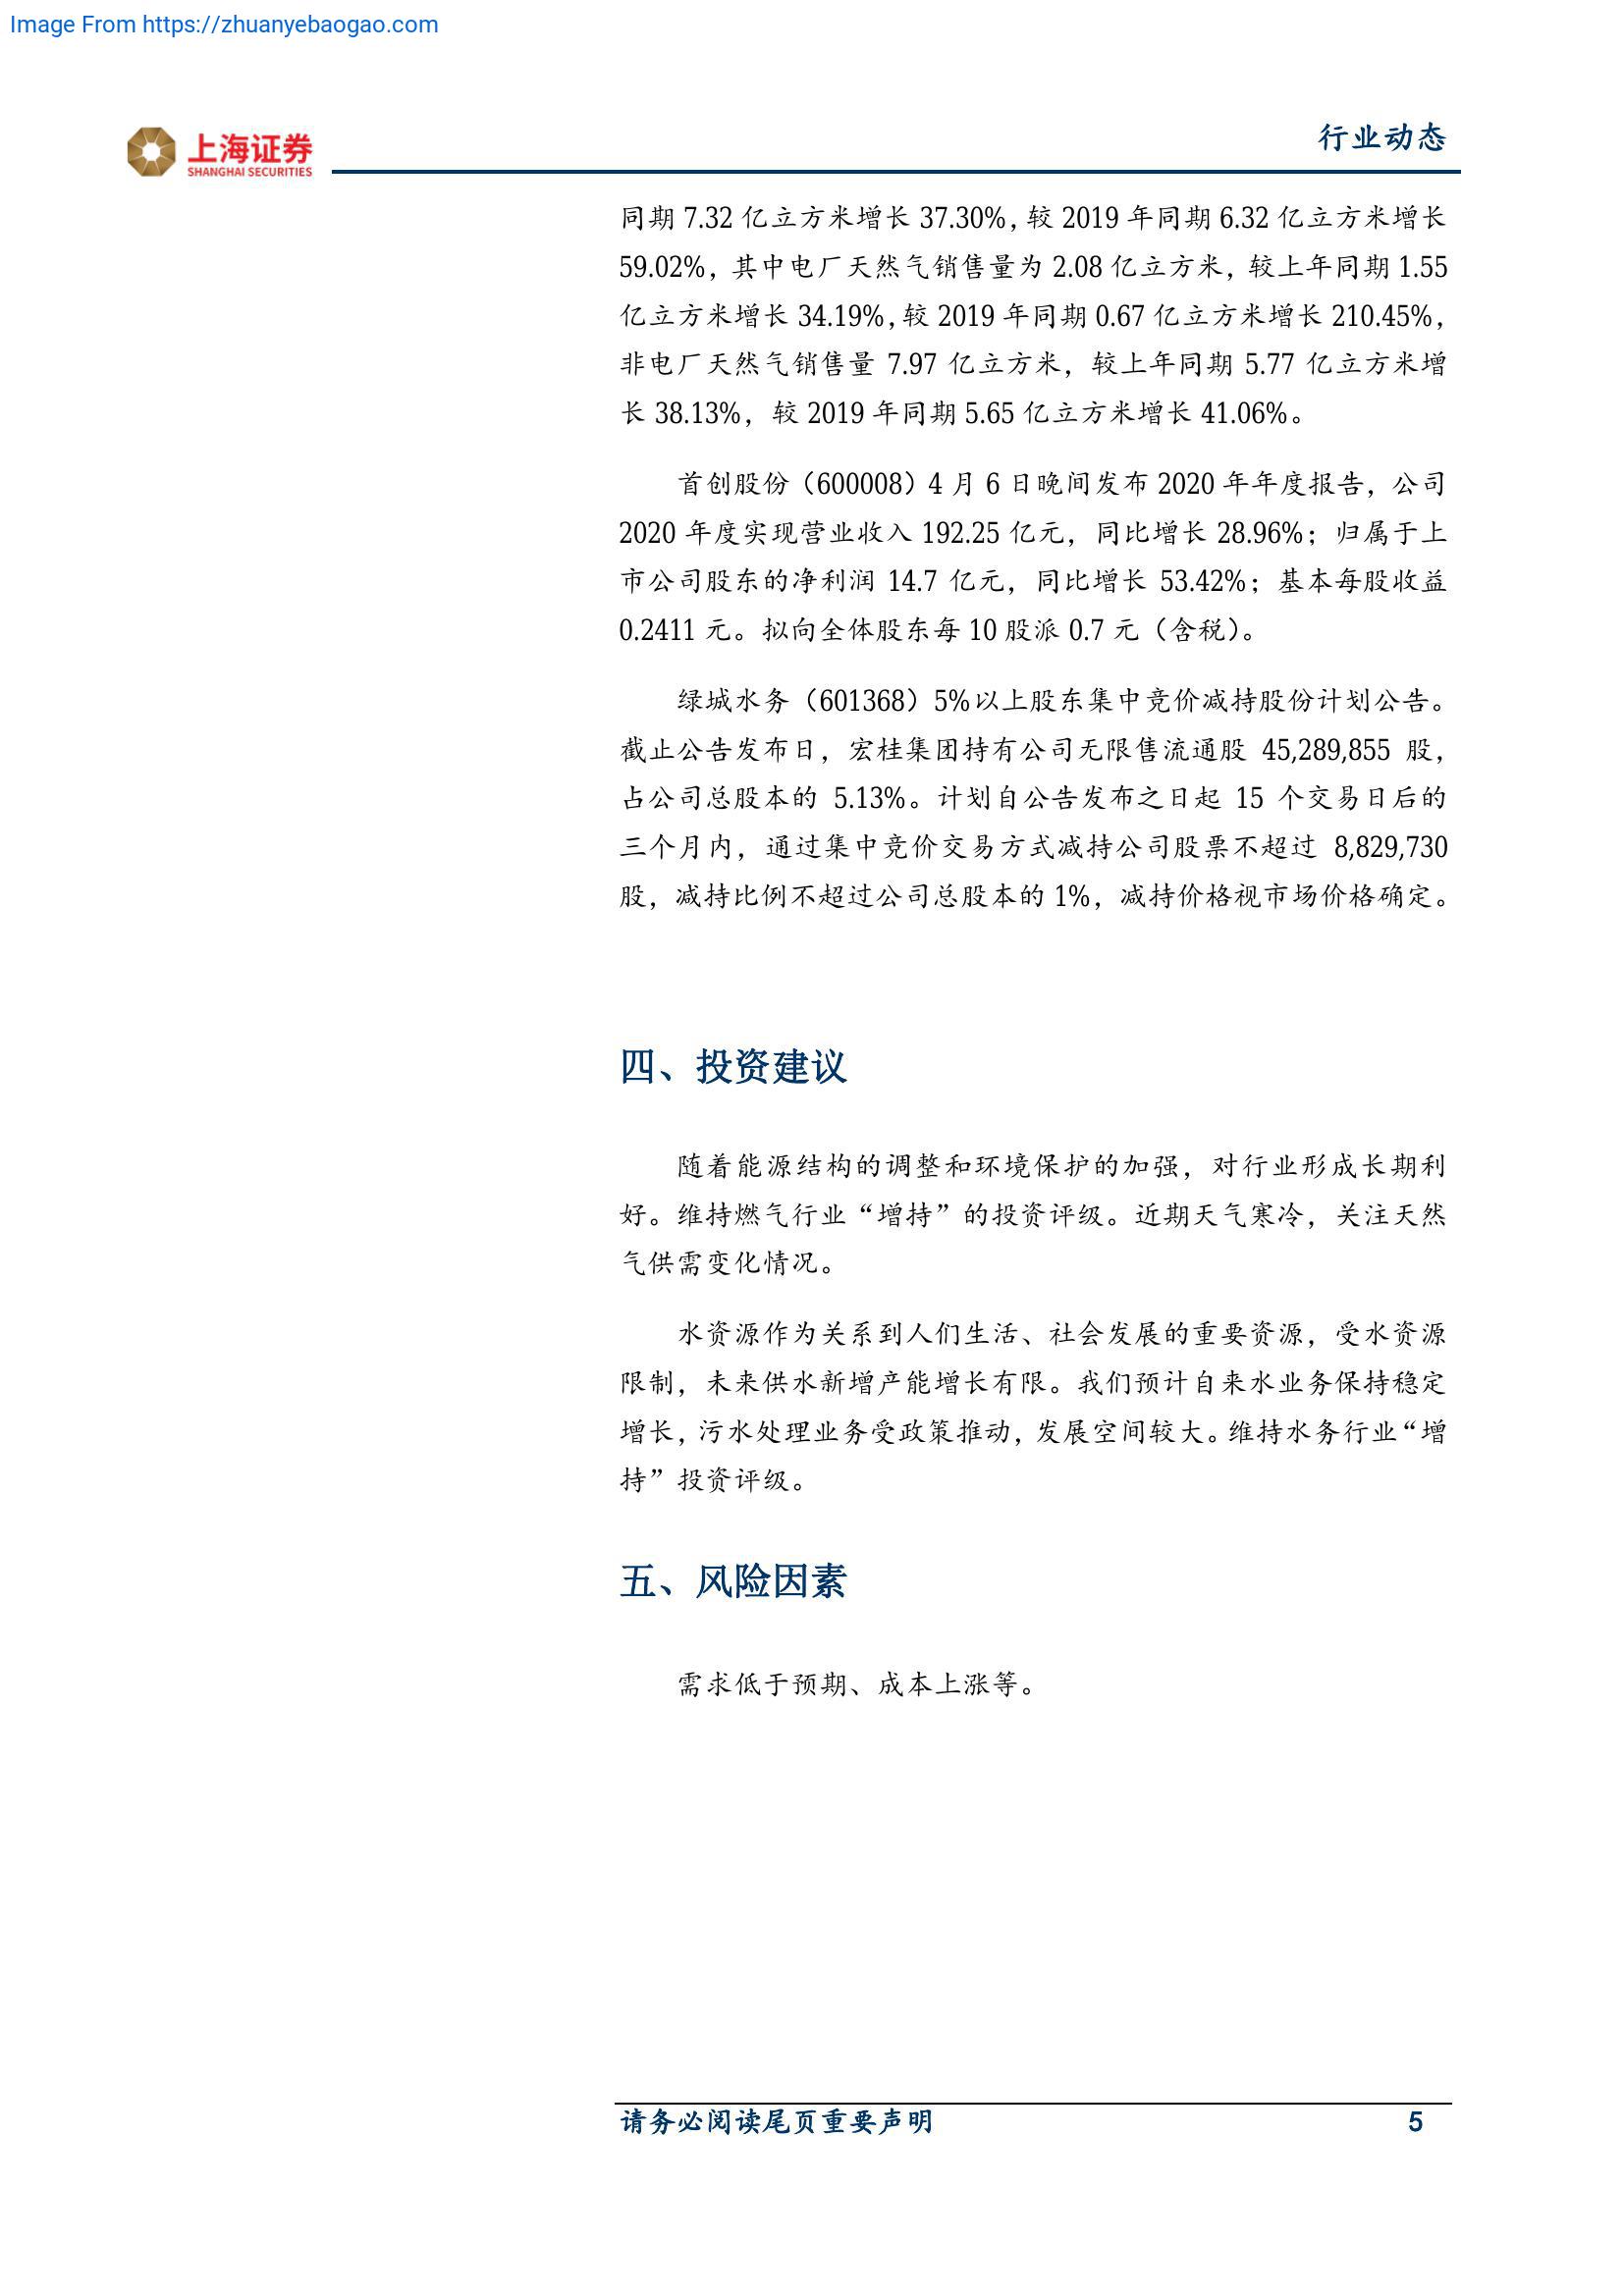 Image From https://zhuanyebaogao.com
上海证券
SHANGHAI SECURITIES
行业动态
同期 7.32 亿立方米增长 37.30%，较 2019 年同期 6.32 亿立方米增长
59.02%，其中电厂天然气销售量为 2.08 亿立方米，较上年同期 1.55
亿立方米增长 34.19%，较 2019 年同期 0.67 亿立方米增长 210.45%，
非电厂天然气销售量 7.97 亿立方米，较上年同期 5.77 亿立方米增
长 38.13%，较 2019 年同期 5.65 亿立方米增长 41.06%。
首创股份（600008）4 月 6 日晚间发布 2020 年年度报告，公司
2020 年度实现营业收入 192.25 亿元，同比增长 28.96%；归属于上
市公司股东的净利润 14.7 亿元，同比增长 53.42%；基本每股收益
0.2411 元。拟向全体股东每 10 股派 0.7 元（含税）。
绿城水务（601368）5%以上股东集中竞价减持股份计划公告。
截止公告发布日，宏桂集团持有公司无限售流通股 45,289,855 股，
占公司总股本的 5.13%。计划自公告发布之日起 15 个交易日后的
三个月内，通过集中竞价交易方式减持公司股票不超过 8,829,730
股，减持比例不超过公司总股本的 1%，减持价格视市场价格确定。
四、投资建议
随着能源结构的调整和环境保护的加强，对行业形成长期利
好。维持燃气行业“增持”的投资评级。近期天气寒冷，关注天然
气供需变化情况。
水资源作为关系到人们生活、社会发展的重要资源，受水资源
限制，未来供水新增产能增长有限。我们预计自来水业务保持稳定
增长，污水处理业务受政策推动，发展空间较大。维持水务行业“增
持”投资评级。
五、风险因素
需求低于预期、成本上涨等。
请务必阅读尾页重要声明 5